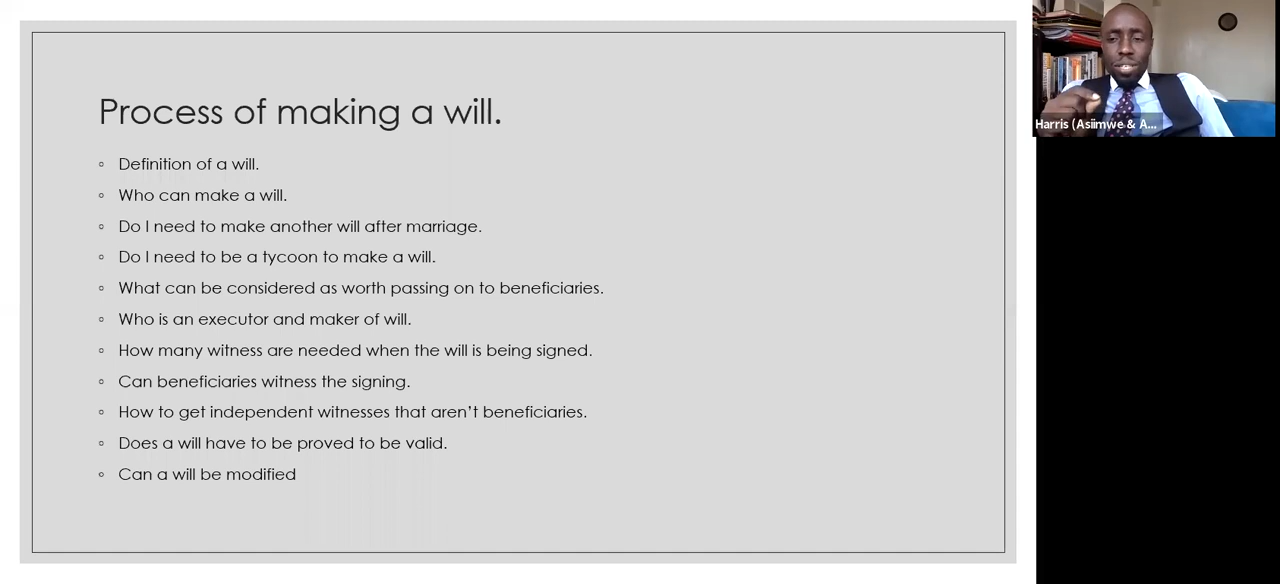 Process of making a will.
Definition of a will.
Who can make a will.
Do I need to make another will after marriage.
Do I need to be a tycoon to make a will.
What can be considered as worth passing on to beneficiaries.
Who is an executor and maker of will.
How many witness are needed when the will is being signed.
Can beneficiaries witness the signing.
How to get independent witnesses that aren’t beneficiaries.
Does a will have to be proved to be valid.
Can a will be modified
Harris (Asiimwe & A...